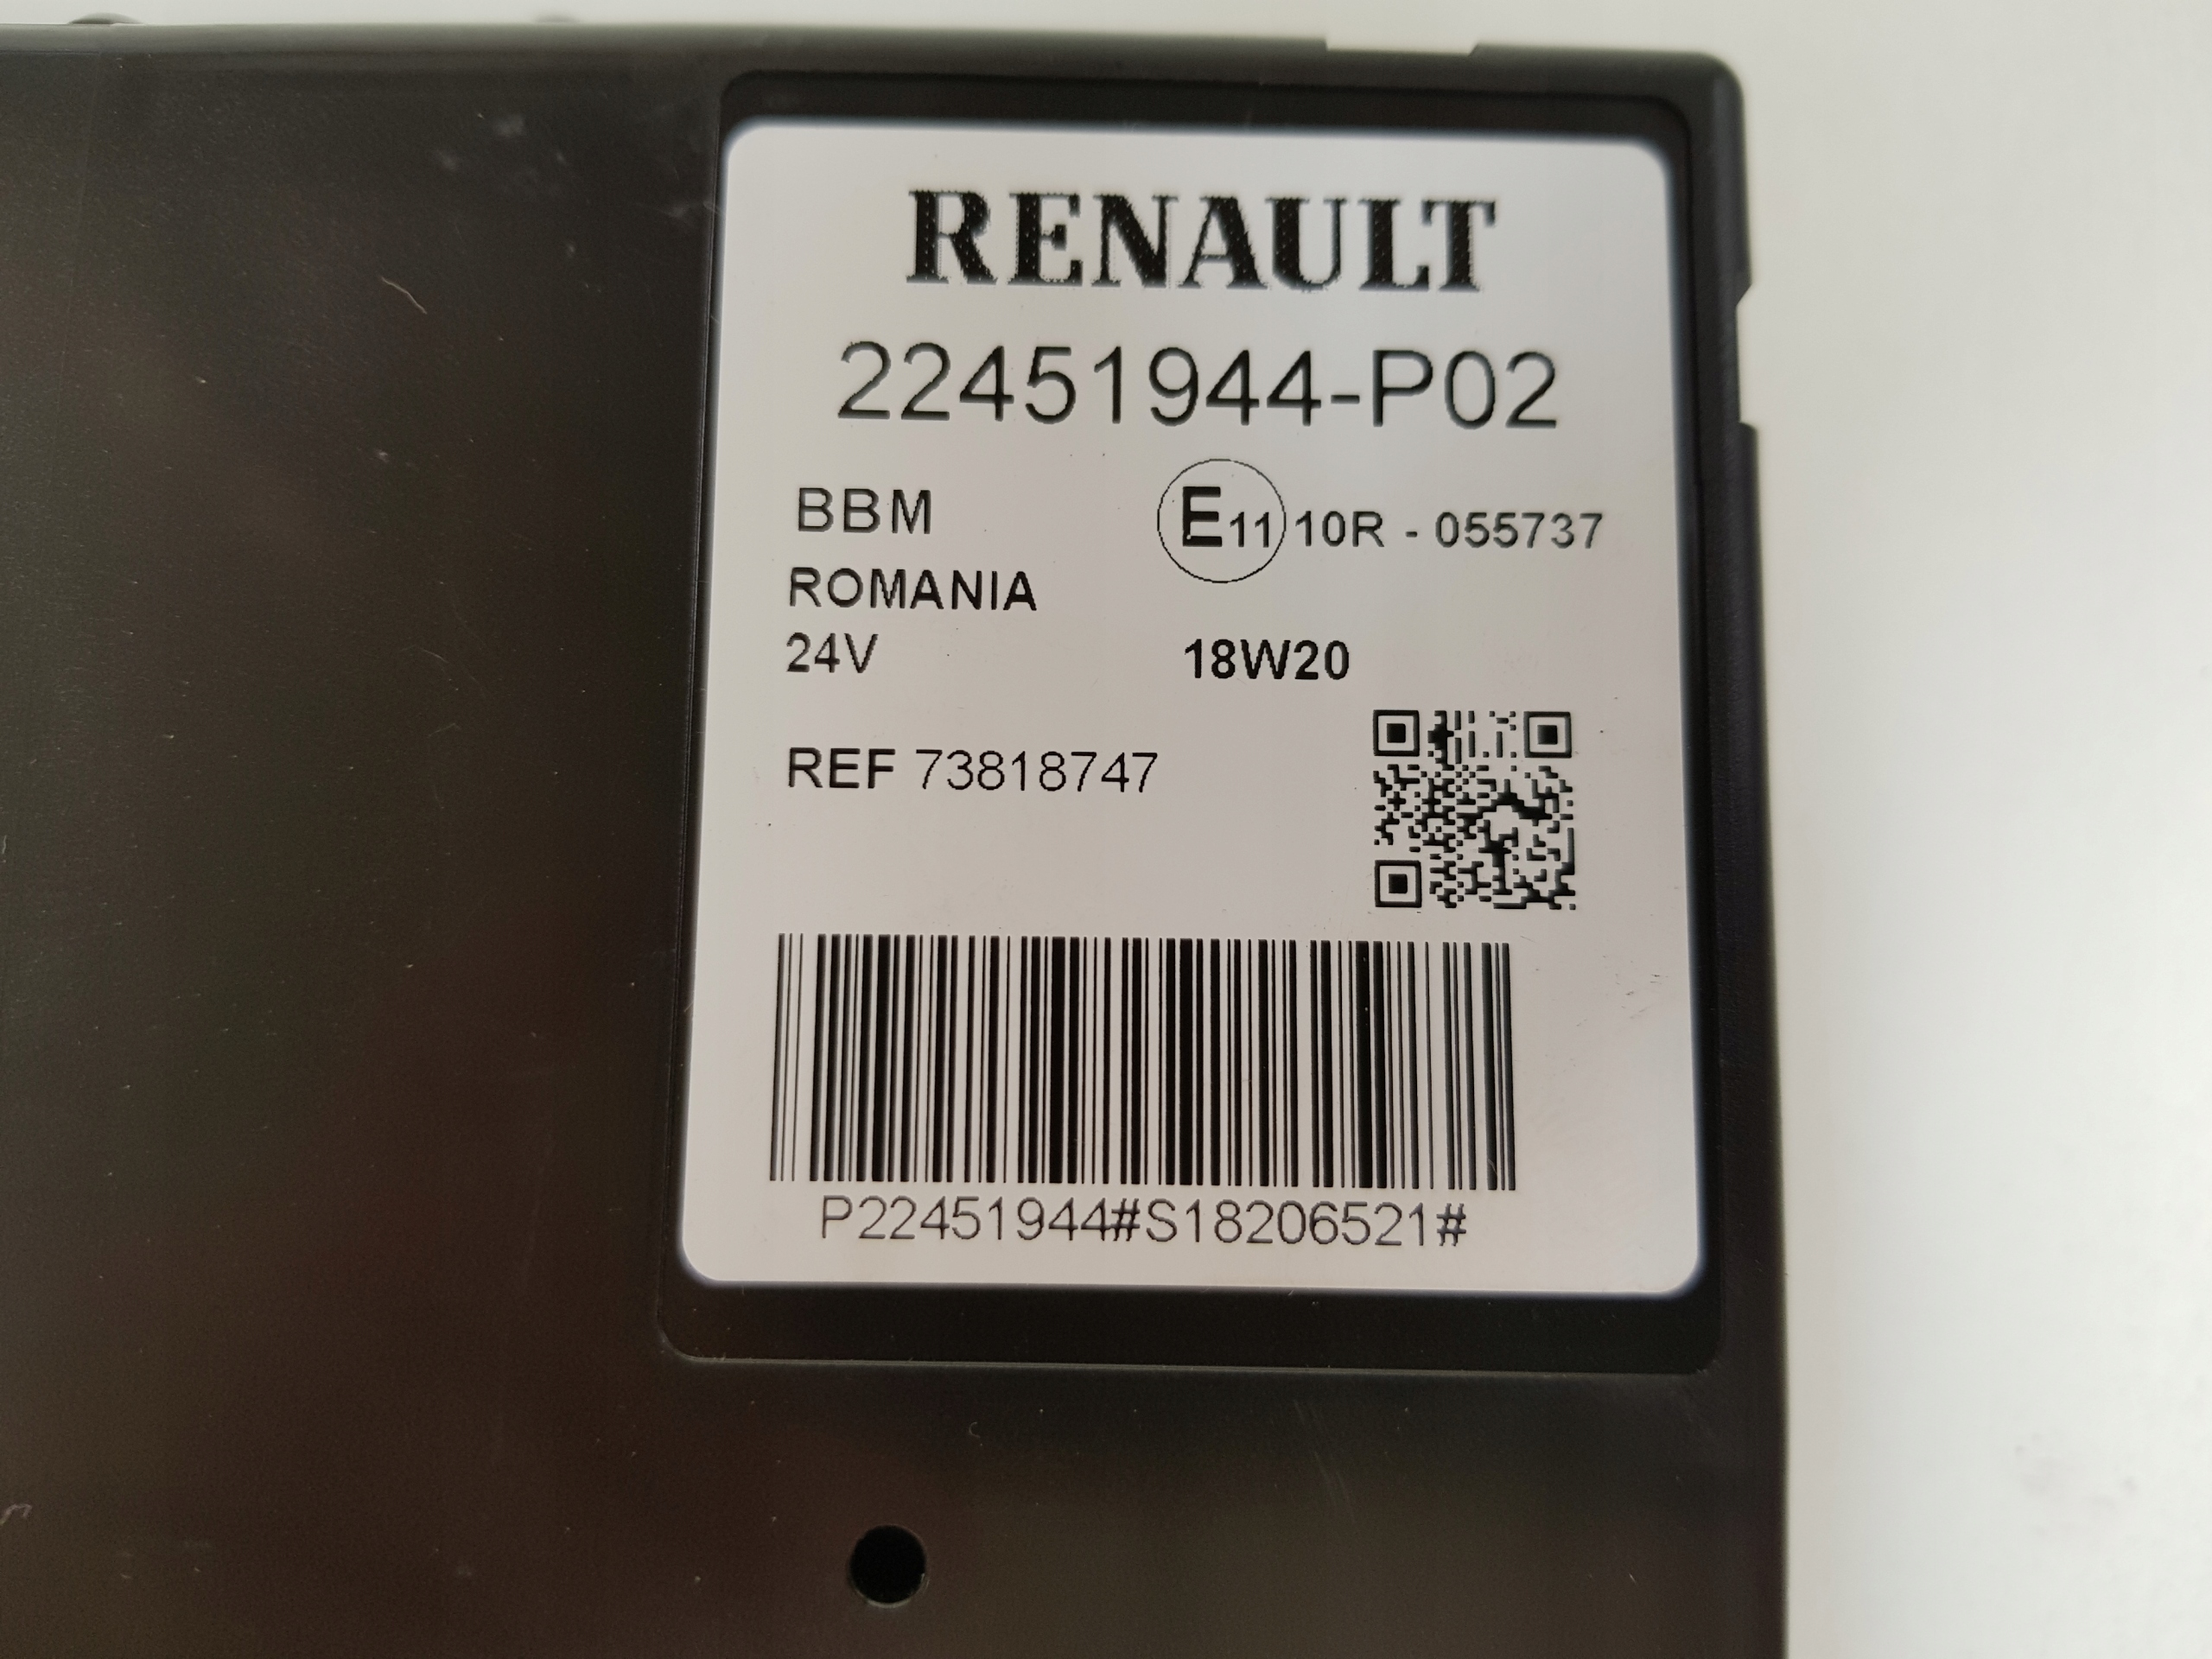 RENAULT
22451944-P02
BBM E11 10R - 055737
ROMANIA
24V 18W20
REF 73818747
P22451944#S18206521#